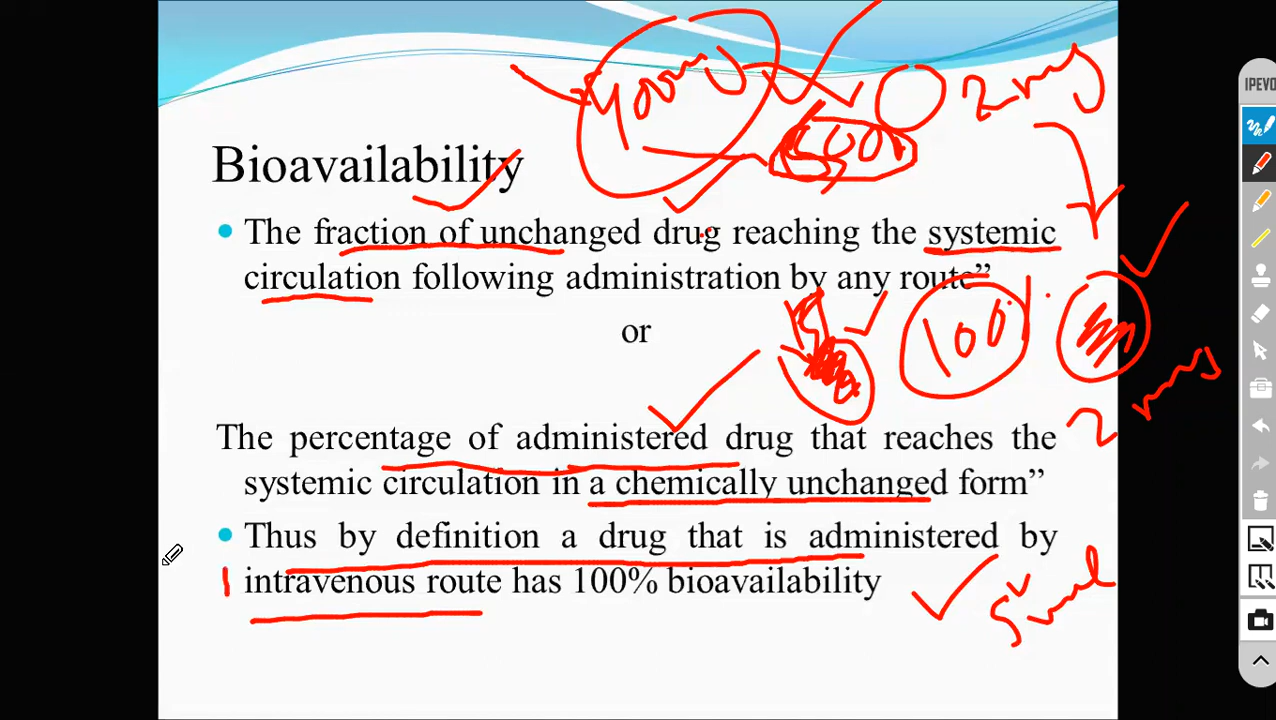 IPEVO
400mg
2mg
500
Bioavailability
• The fraction of unchanged drug reaching the systemic
circulation following administration by any route”
or
100%
2 mg
The percentage of administered drug that reaches the
systemic circulation in a chemically unchanged form”
• Thus by definition a drug that is administered by
intravenous route has 100% bioavailability